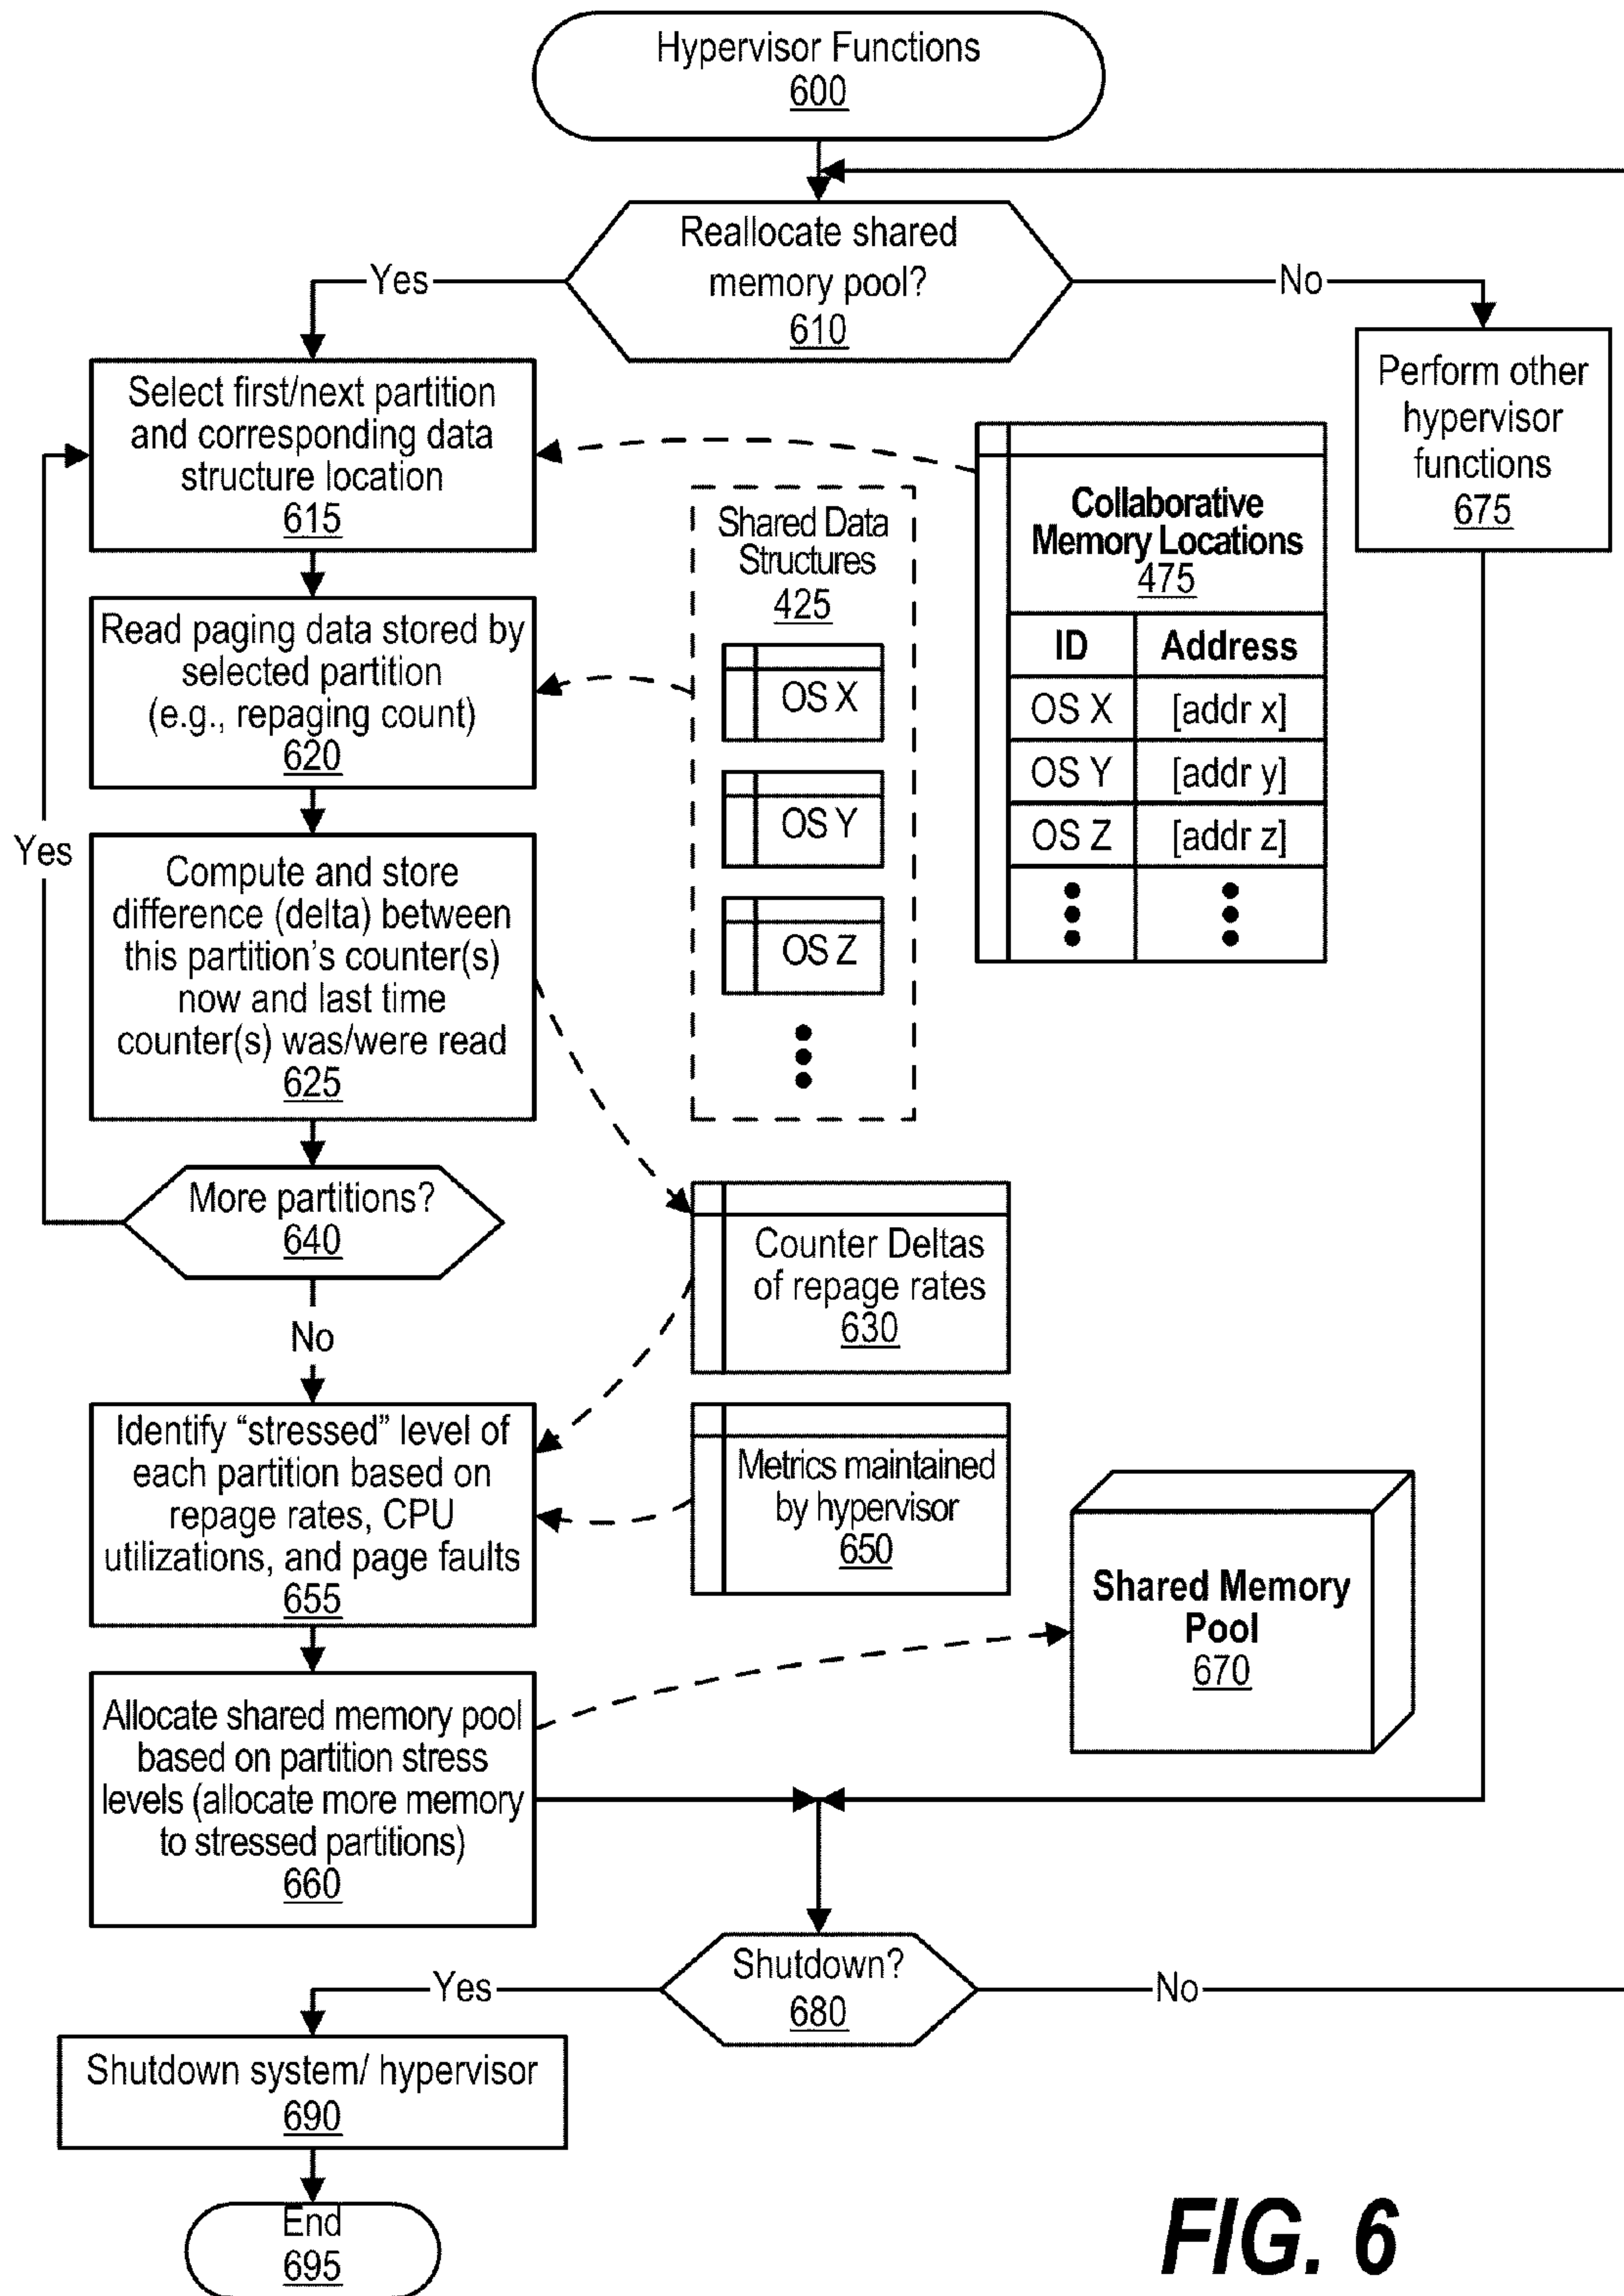 Hypervisor Functions
600
Reallocate shared
memory pool?
610
Yes
No
Select first/next partition
and corresponding data
structure location
615
Perform other
hypervisor
functions
675
Collaborative
Memory Locations
475
ID Address
OS X [addr x]
OS Y [addr y]
OS Z [addr z]
Shared Data
Structures
425
OS X
OS Y
OS Z
Read paging data stored by
selected partition
(e.g., repaging count)
620
Yes
Compute and store
difference (delta) between
this partition's counter(s)
now and last time
counter(s) was/were read
625
More partitions?
640
No
Counter Deltas
of repage rates
630
Identify “stressed” level of
each partition based on
repage rates, CPU
utilizations, and page faults
655
Metrics maintained
by hypervisor
650
Shared Memory
Pool
670
Allocate shared memory pool
based on partition stress
levels (allocate more memory
to stressed partitions)
660
Shutdown?
680
Yes
No
Shutdown system/ hypervisor
690
End
695
FIG. 6